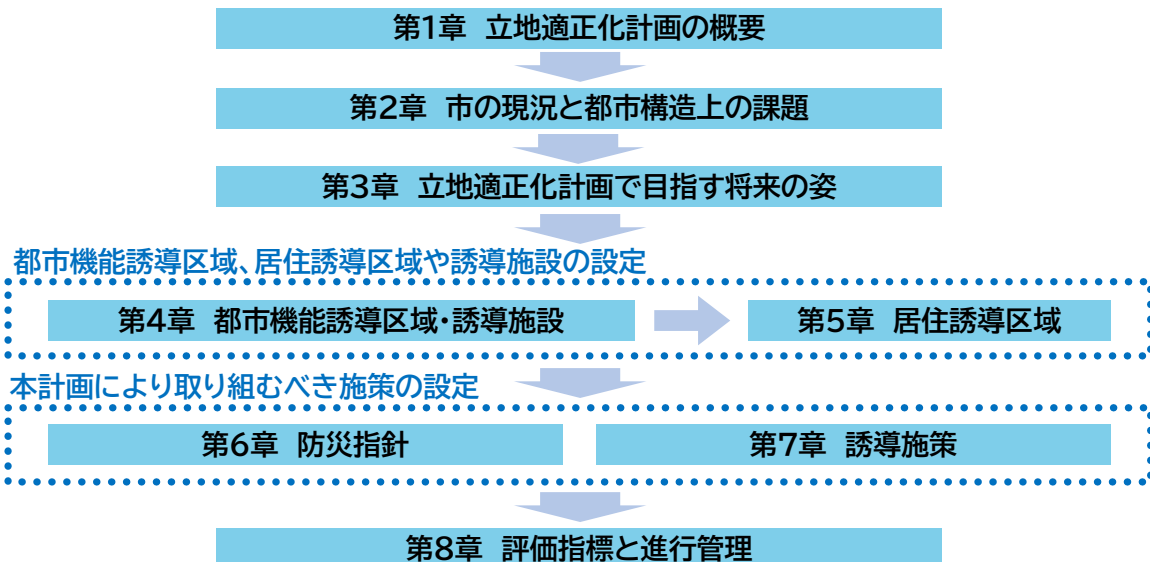 第1章 立地適正化計画の概要
第2章 市の現況と都市構造上の課題
第3章 立地適正化計画で目指す将来の姿
都市機能誘導区域、居住誘導区域や誘導施設の設定
第4章 都市機能誘導区域・誘導施設
第5章 居住誘導区域
本計画により取り組むべき施策の設定
第6章 防災指針
第7章 誘導施策
第8章 評価指標と進行管理